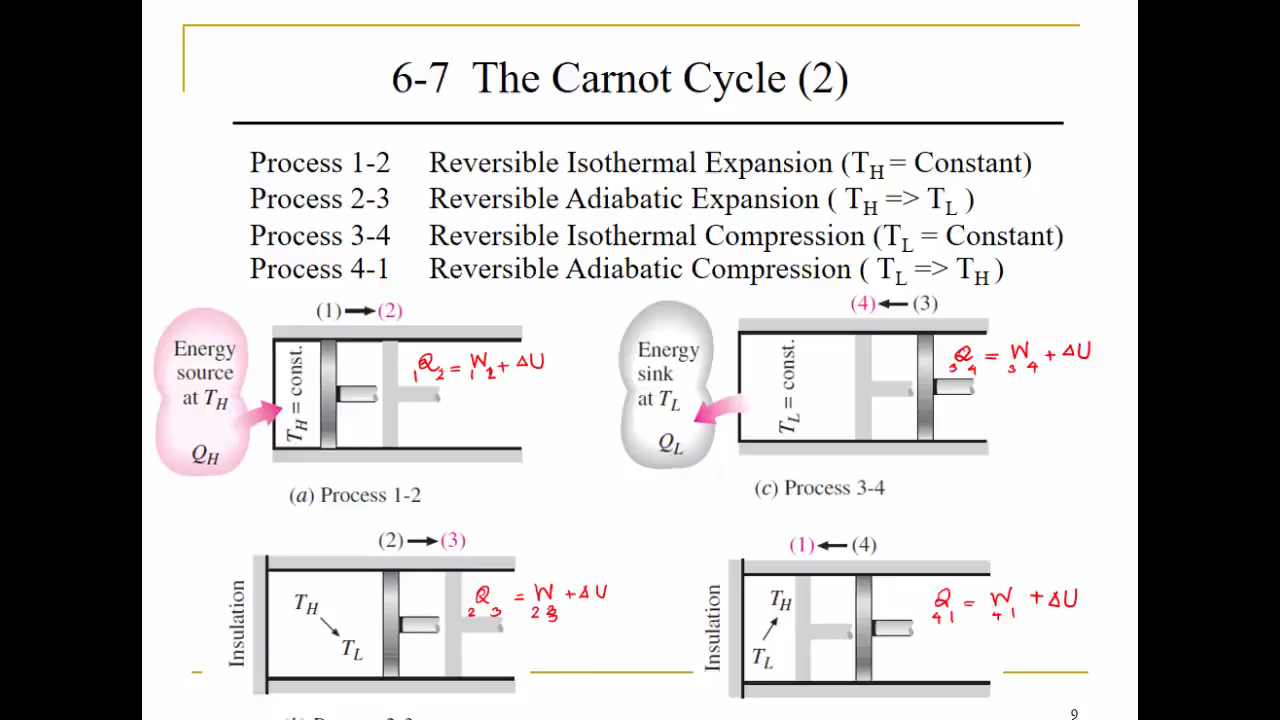 6-7 The Carnot Cycle (2)
Process 1-2 Reversible Isothermal Expansion (TH = Constant)
Process 2-3 Reversible Adiabatic Expansion ( TH => TL )
Process 3-4 Reversible Isothermal Compression (TL = Constant)
Process 4-1 Reversible Adiabatic Compression ( TL => TH )
(1) (2)
Energy
source
at TH
QH
TH = const.
1Q2 = 1W2 + ΔU
(a) Process 1-2
(4) (3)
Energy
sink
at TL
QL
TL = const.
3Q4 = 3W4 + ΔU
(c) Process 3-4
(2) (3)
Insulation
TH
TL
2Q3 = 2W3 + ΔU
(1) (4)
Insulation
TH
TL
4Q1 = 4W1 + ΔU
9